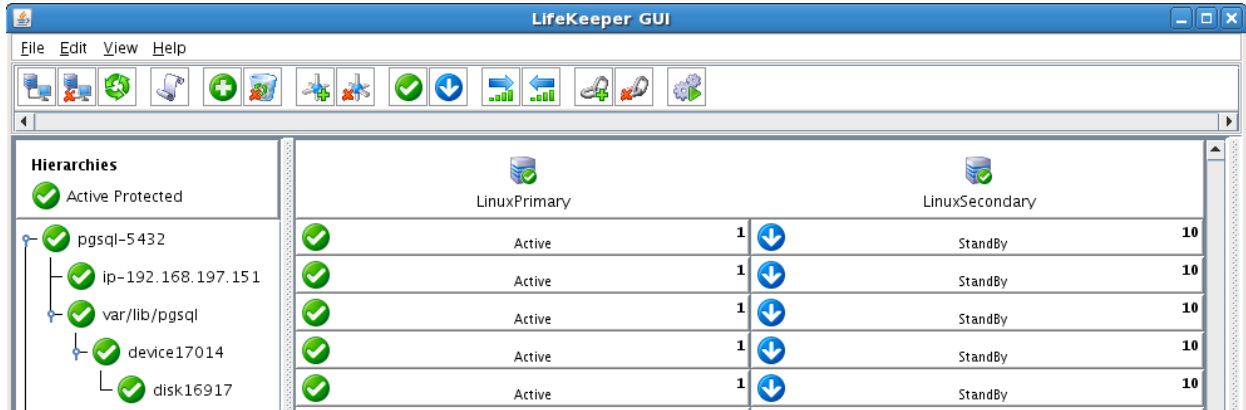 LifeKeeper GUI
File Edit View Help
Hierarchies
Active Protected
LinuxPrimary LinuxSecondary
pgsql-5432 Active 1 StandBy 10
ip-192.168.197.151 Active 1 StandBy 10
var/lib/pgsql Active 1 StandBy 10
device17014 Active 1 StandBy 10
disk16917 Active 1 StandBy 10